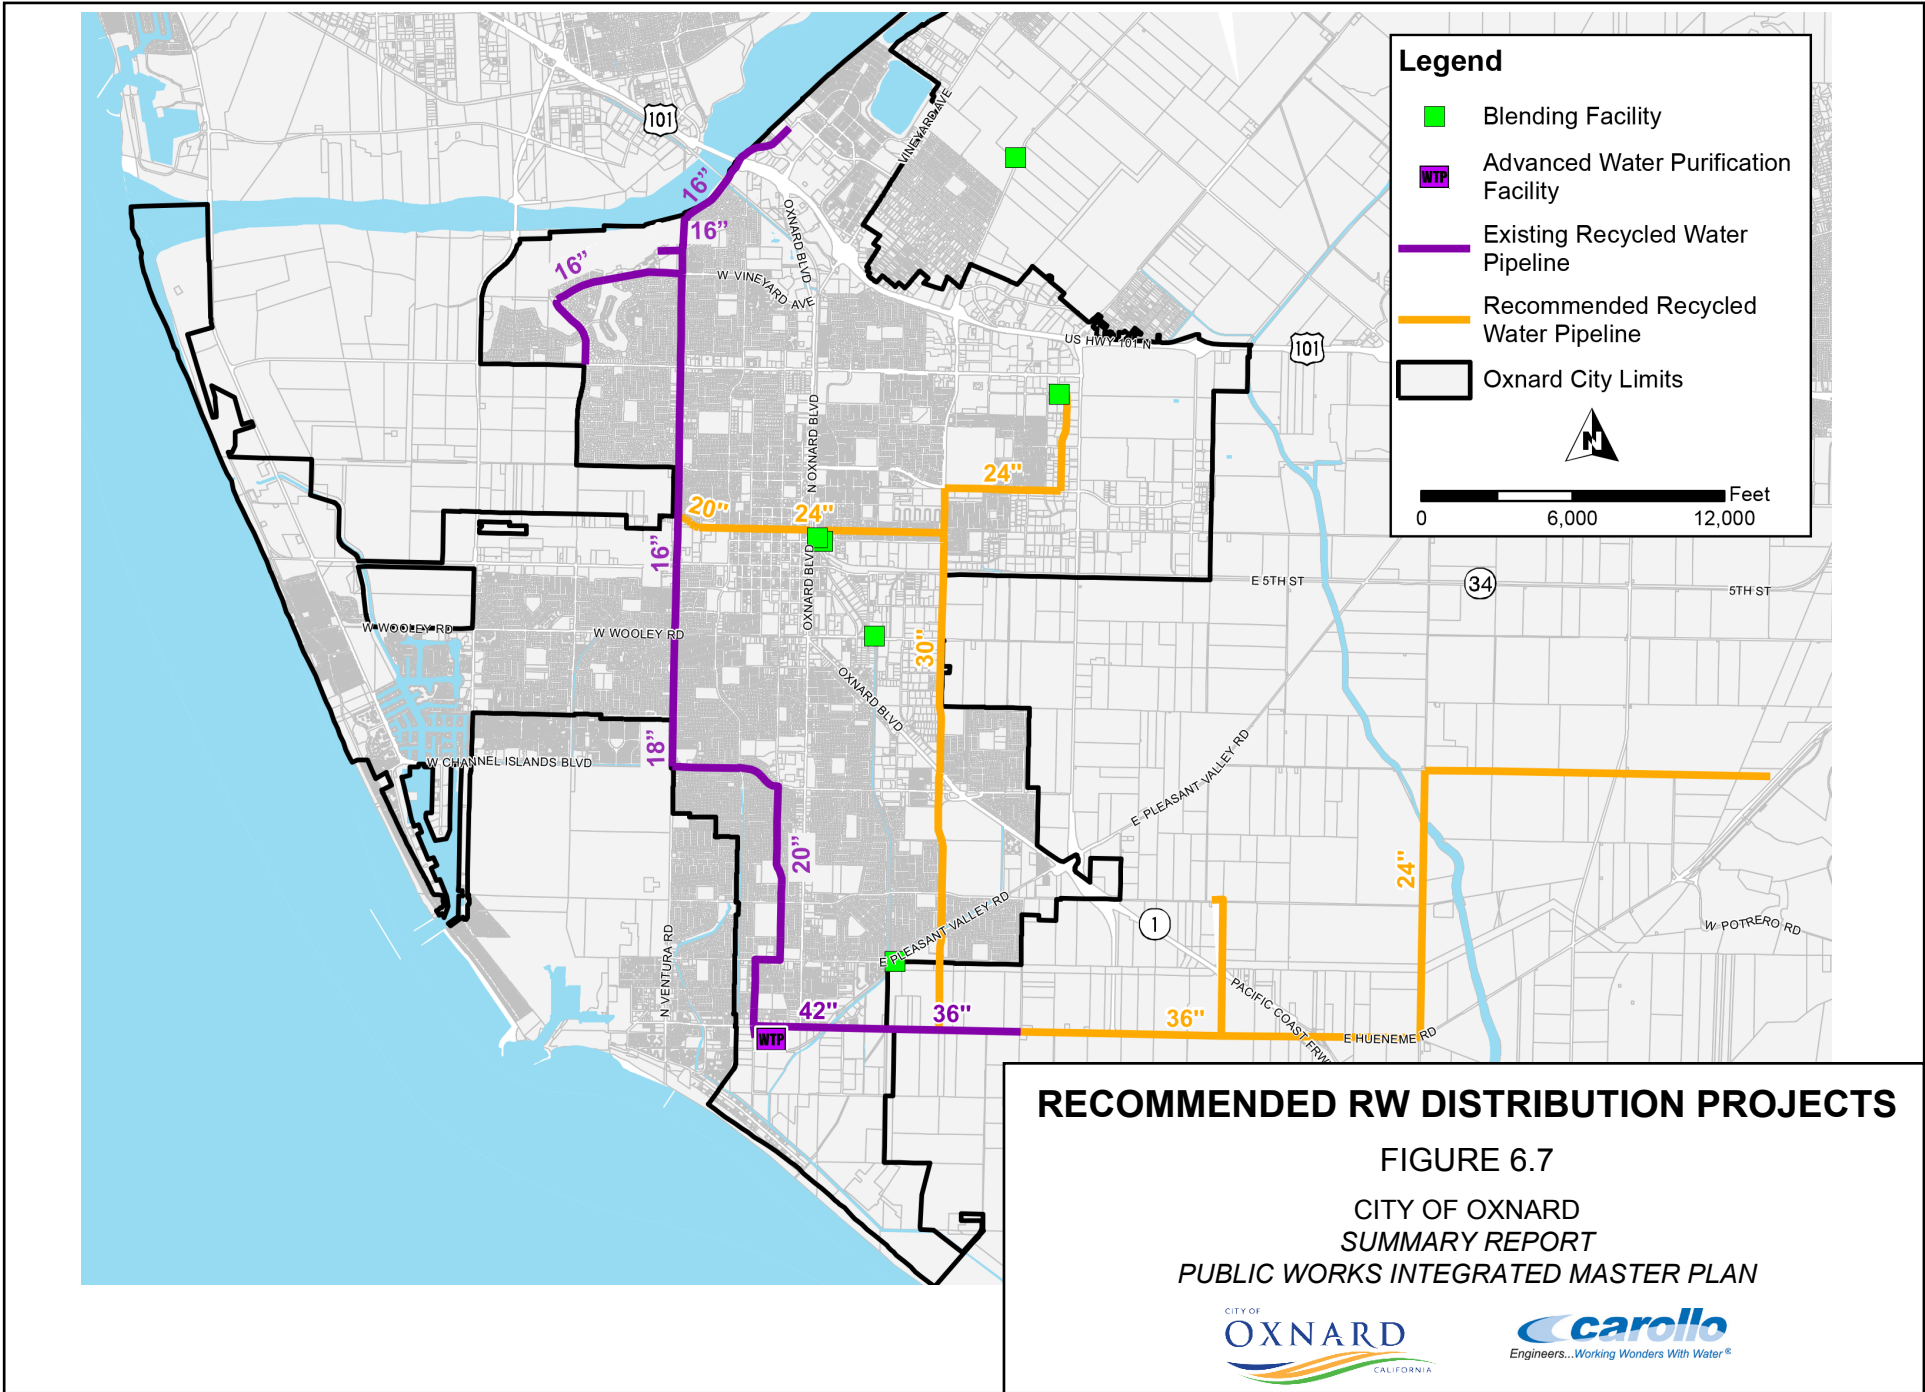 Legend
Blending Facility
WTP
Advanced Water Purification
Facility
Existing Recycled Water
Pipeline
Recommended Recycled
Water Pipeline
Oxnard City Limits
N
Feet
0 6,000 12,000
101
VINEYARD AVE
16”
OXNARD BLVD
16”
16”
W VINEYARD AVE
US HWY 101 N
101
N OXNARD BLVD
24"
20"
24"
16”
OXNARD BLVD
E 5TH ST
34
5TH ST
W WOOLEY RD
W WOOLEY RD
30"
OXNARD BLVD
18”
W CHANNEL ISLANDS BLVD
E PLEASANT VALLEY RD
20”
24"
E PLEASANT VALLEY RD
1
W POTRERO RD
N VENTURA RD
PACIFIC COAST FRWY
42"
36"
36"
E HUENEME RD
WTP
RECOMMENDED RW DISTRIBUTION PROJECTS
FIGURE 6.7
CITY OF OXNARD
SUMMARY REPORT
PUBLIC WORKS INTEGRATED MASTER PLAN
CITY OF
OXNARD
CALIFORNIA
carollo
Engineers...Working Wonders With Water®